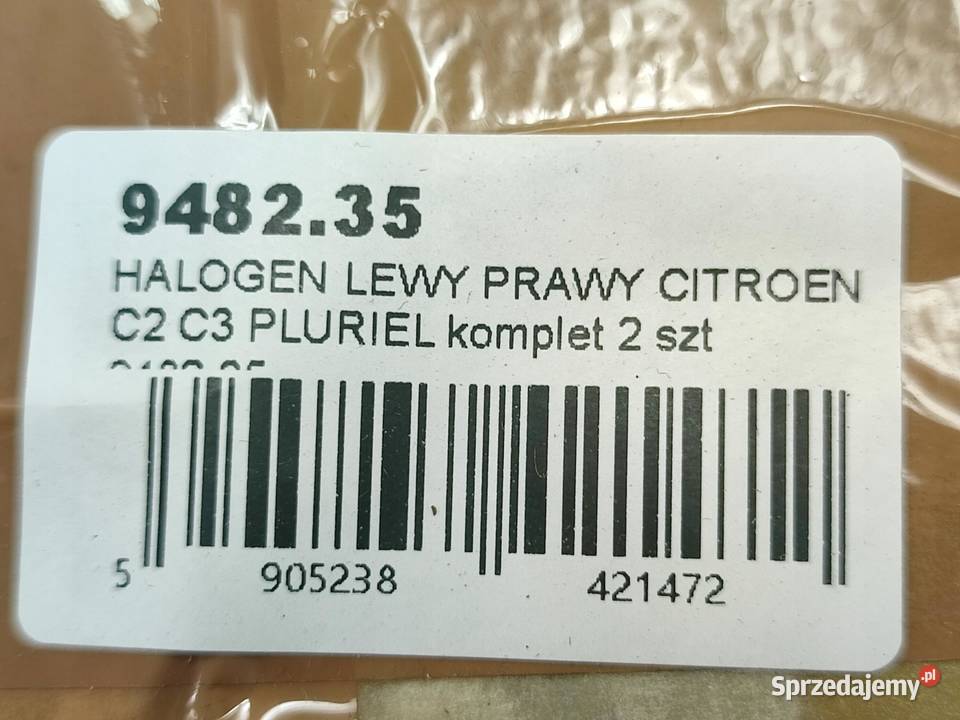 9482.35
HALOGEN LEWY PRAWY CITROEN
C2 C3 PLURIEL komplet 2 szt
5 905238 421472
Sprzedajemy.pl